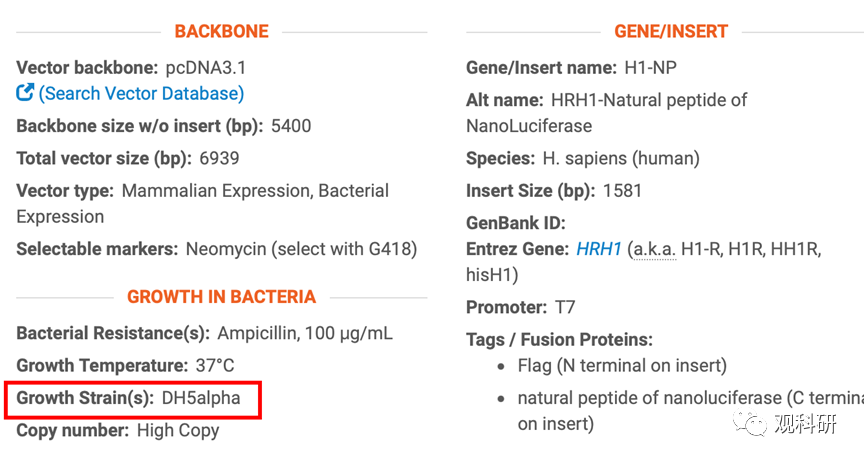 BACKBONE
Vector backbone: pcDNA3.1
(Search Vector Database)
Backbone size w/o insert (bp): 5400
Total vector size (bp): 6939
Vector type: Mammalian Expression, Bacterial
Expression
Selectable markers: Neomycin (select with G418)
GROWTH IN BACTERIA
Bacterial Resistance(s): Ampicillin, 100 μg/mL
Growth Temperature: 37°C
Growth Strain(s): DH5alpha
Copy number: High Copy
GENE/INSERT
Gene/Insert name: H1-NP
Alt name: HRH1-Natural peptide of
NanoLuciferase
Species: H. sapiens (human)
Insert Size (bp): 1581
GenBank ID:
Entrez Gene: HRH1 (a.k.a. H1-R, H1R, HH1R,
hisH1)
Promoter: T7
Tags / Fusion Proteins:
• Flag (N terminal on insert)
• natural peptide of nanoluciferase (C termina
on insert)
观科研